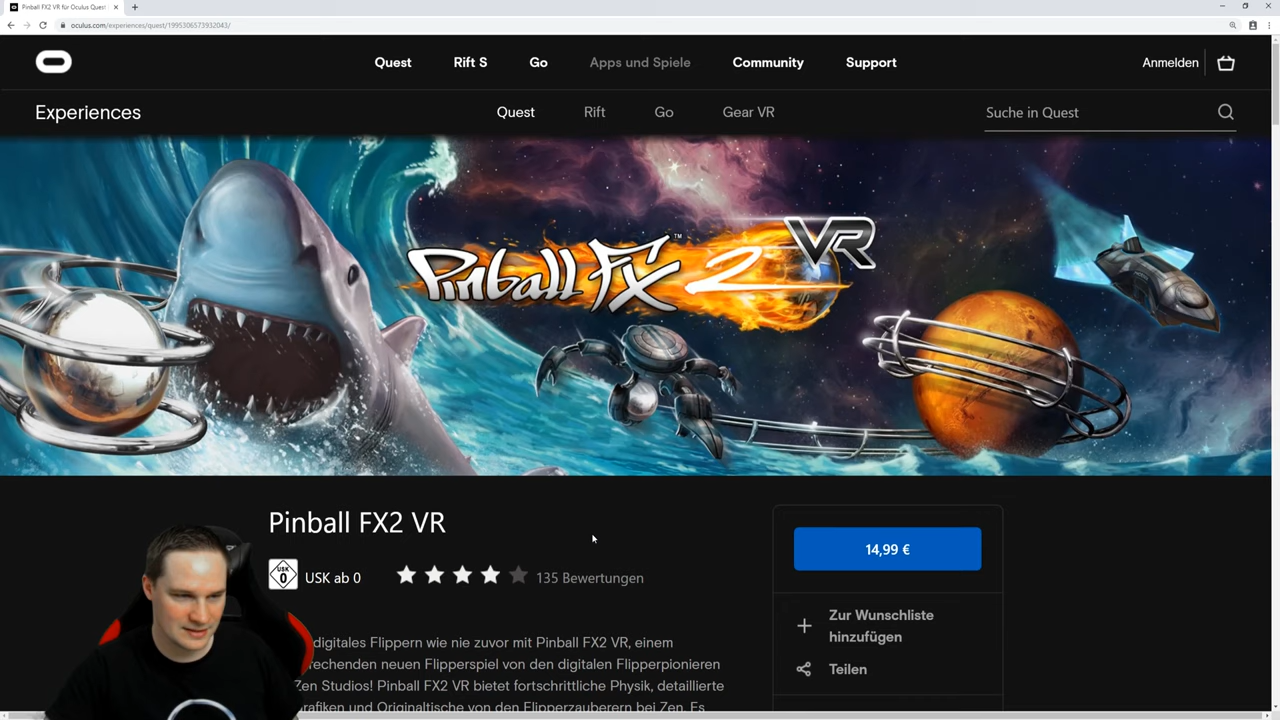 Pinball FX2 VR für Oculus Quest
oculus.com/experiences/quest/1995306573932043/
Quest
Rift S
Go
Apps und Spiele
Community
Support
Anmelden
Experiences
Quest
Rift
Go
Gear VR
Suche in Quest
Pinball FX 2 VR™
Pinball FX2 VR
USK 0
USK ab 0
135 Bewertungen
14,99 €
Zur Wunschliste
hinzufügen
Teilen
digitales Flippern wie nie zuvor mit Pinball FX2 VR, einem
rechenden neuen Flipperspiel von den digitalen Flipperpionieren
Zen Studios! Pinball FX2 VR bietet fortschrittliche Physik, detaillierte
rafiken und Originaltische von den Flipperzauberern bei Zen. Es